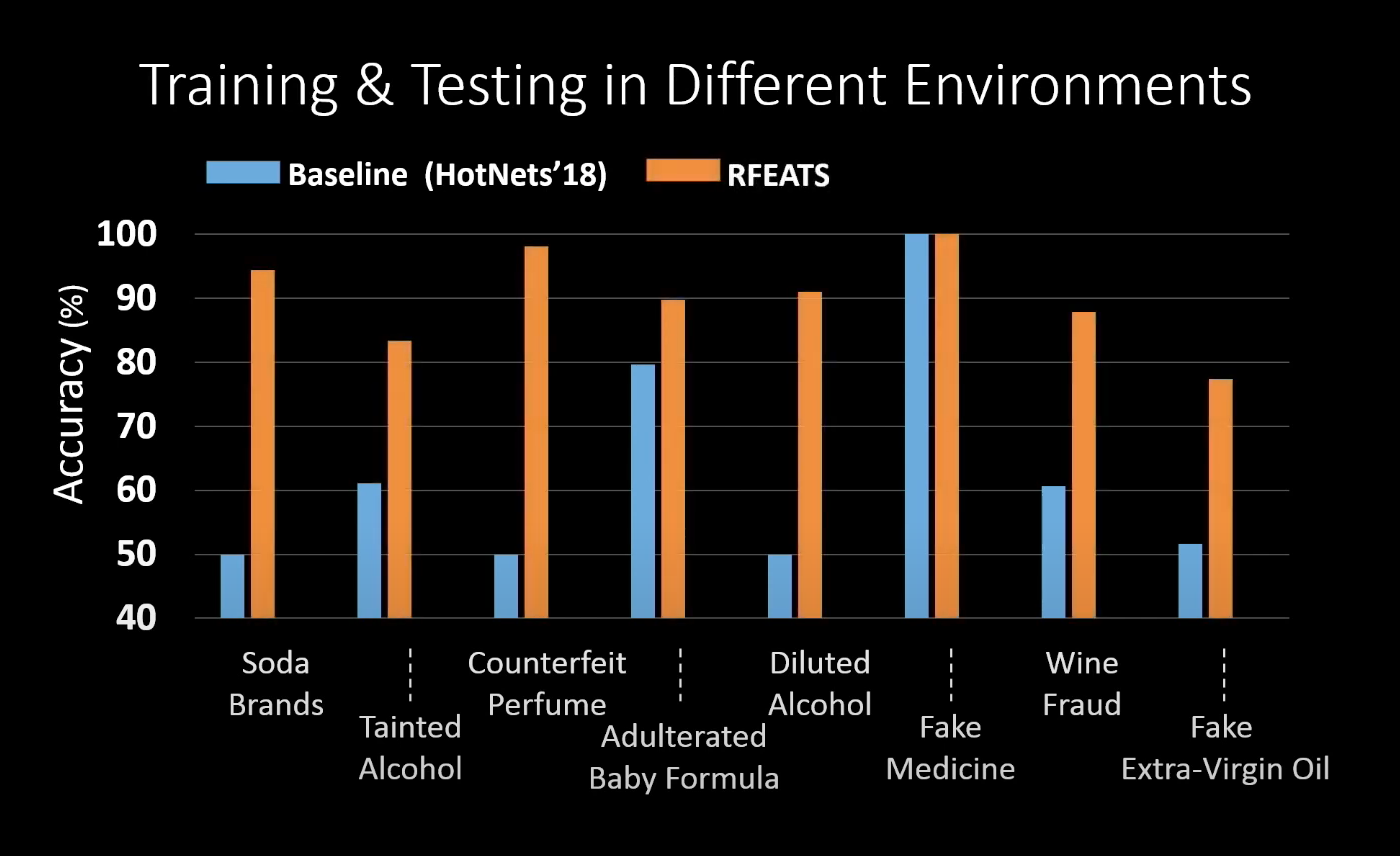 Training & Testing in Different Environments
Baseline (HotNets'18)
RFEATS
Accuracy (%)
100
90
80
70
60
50
40
Soda
Brands
Tainted
Alcohol
Counterfeit
Perfume
Adulterated
Baby Formula
Diluted
Alcohol
Fake
Medicine
Wine
Fraud
Fake
Extra-Virgin Oil